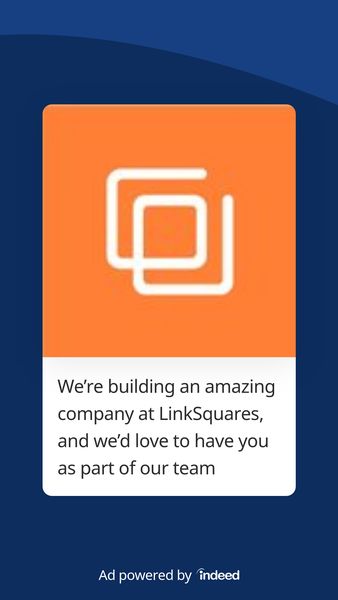 We’re building an amazing
company at LinkSquares,
and we’d love to have you
as part of our team
Ad powered by indeed